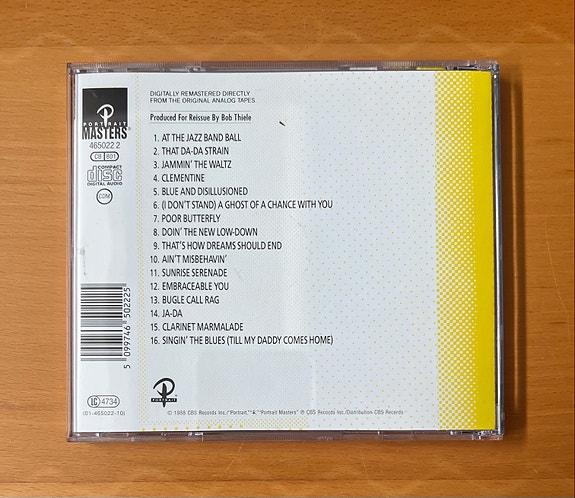 DIGITALLY REMASTERED DIRECTLY
FROM THE ORIGINAL ANALOG TAPES
Produced For Reissue By Bob Thiele
PORTRAIT
MASTERS
465022 2
CB 801
COMPACT
disc
DIGITAL AUDIO
COM
1. AT THE JAZZ BAND BALL
2. THAT DA-DA STRAIN
3. JAMMIN' THE WALTZ
4. CLEMENTINE
5. BLUE AND DISILLUSIONED
6. (I DON'T STAND) A GHOST OF A CHANCE WITH YOU
7. POOR BUTTERFLY
8. DOIN' THE NEW LOW-DOWN
9. THAT'S HOW DREAMS SHOULD END
10. AIN'T MISBEHAVIN'
11. SUNRISE SERENADE
12. EMBRACEABLE YOU
13. BUGLE CALL RAG
14. JA-DA
15. CLARINET MARMALADE
16. SINGIN' THE BLUES (TILL MY DADDY COMES HOME)
5 099746 502225
LC 4734
(01-465022-10)
PORTRAIT
© 1988 CBS Records Inc./"Portrait," "Portrait Masters" ℗ CBS Records Inc./Distribution CBS Records